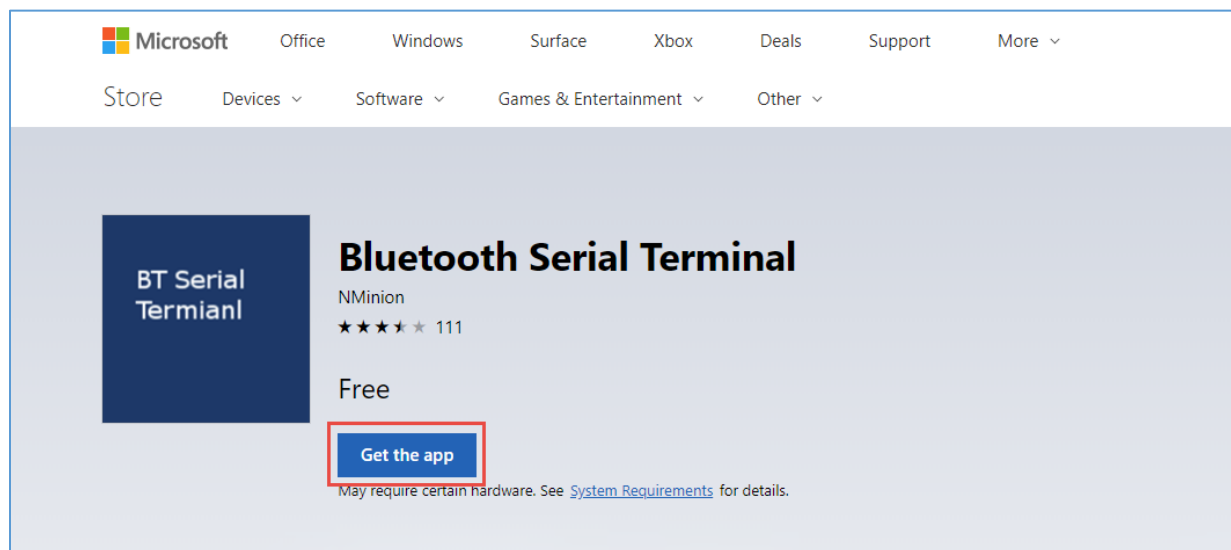 Microsoft Office Windows Surface Xbox Deals Support More
Store Devices Software Games & Entertainment Other
BT Serial
Termianl
Bluetooth Serial Terminal
NMinion
111
Free
Get the app
May require certain hardware. See System Requirements for details.